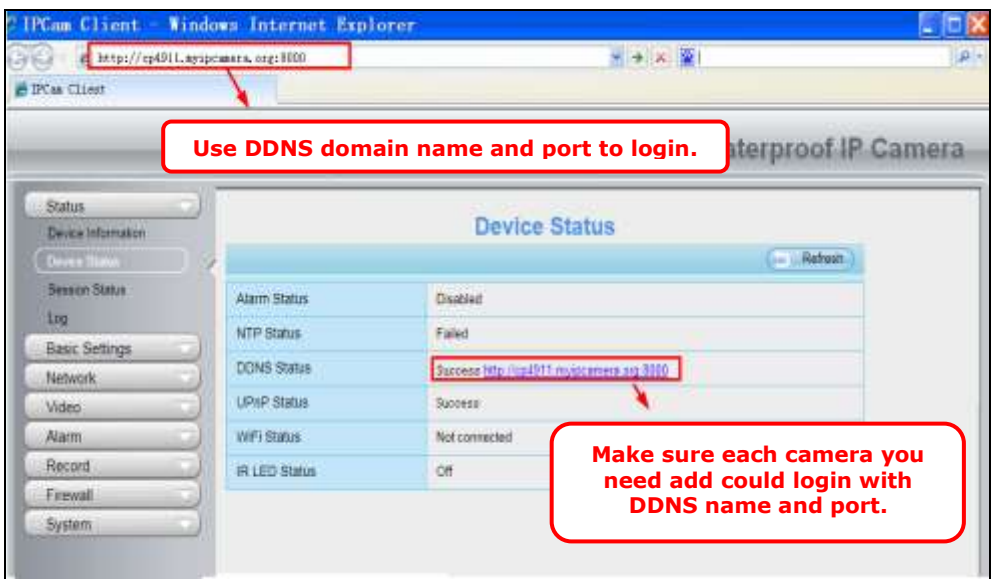 IPCam Client - Windows Internet Explorer
http://cp4911.myipcamera.org:8000
IPCam Client
Use DDNS domain name and port to login.
aterproof IP Camera
Status
Device Information
Device Status
Session Status
Log
Basic Settings
Network
Video
Alarm
Record
Firewall
System
Device Status
Refresh
Alarm Status Disabled
NTP Status Failed
DDNS Status Success http://cp4911.myipcamera.org:8000
UPnP Status Success
WiFi Status Not connected
IR LED Status Off
Make sure each camera you
need add could login with
DDNS name and port.